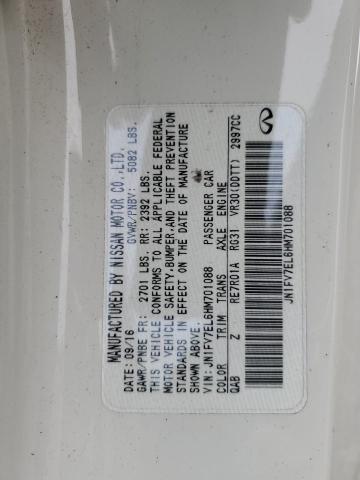 MANUFACTURED BY NISSAN MOTOR CO.,LTD.
DATE: 09/16 GVWR/PNBV: 5082 LBS.
GAWR/PNBE FR: 2701 LBS. RR: 2392 LBS.
THIS VEHICLE CONFORMS TO ALL APPLICABLE FEDERAL
MOTOR VEHICLE SAFETY,BUMPER,AND THEFT PREVENTION
STANDARDS IN EFFECT ON THE DATE OF MANUFACTURE
SHOWN ABOVE.
VIN: JN1FV7EL6HM701088 PASSENGER CAR
COLOR TRIM TRANS AXLE ENGINE
QAB Z RE7R01A RG31 VR30(DDTT) 2997CC
JN1FV7EL6HM701088